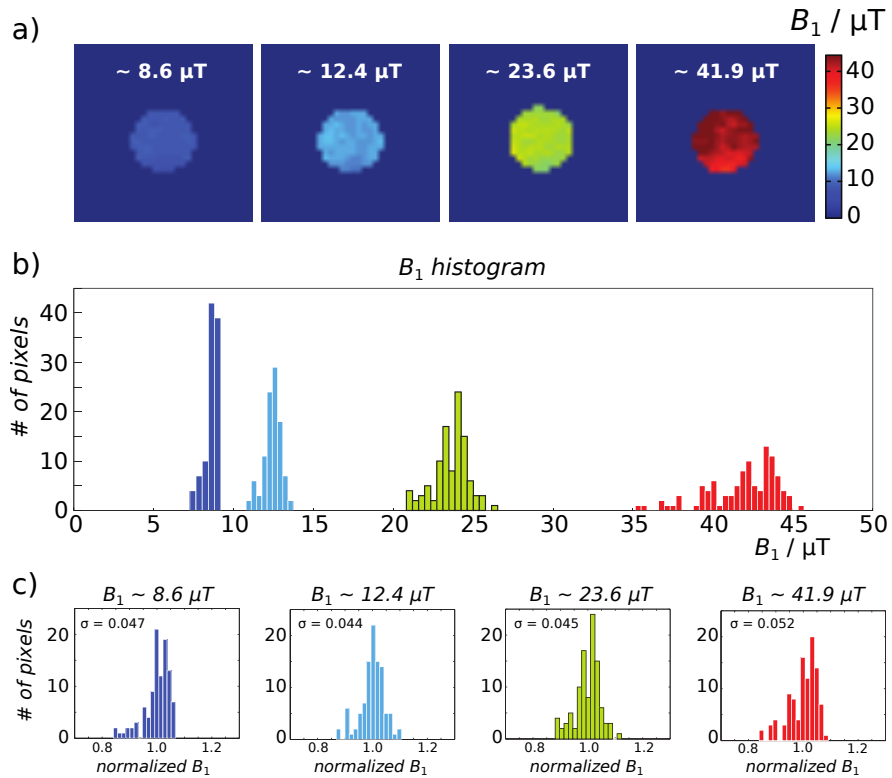 a)
B1 / μT
~ 8.6 μT
~ 12.4 μT
~ 23.6 μT
~ 41.9 μT
40
30
20
10
0
b)
B1 histogram
# of pixels
40
30
20
10
0
0 5 10 15 20 25 30 35 40 45 50
B1 / μT
c)
B1 ~ 8.6 μT
B1 ~ 12.4 μT
B1 ~ 23.6 μT
B1 ~ 41.9 μT
# of pixels
σ = 0.047
σ = 0.044
σ = 0.045
σ = 0.052
20 20 20 20
10 10 10 10
0 0 0 0
0.8 1.0 1.2 0.8 1.0 1.2 0.8 1.0 1.2 0.8 1.0 1.2
normalized B1
normalized B1
normalized B1
normalized B1